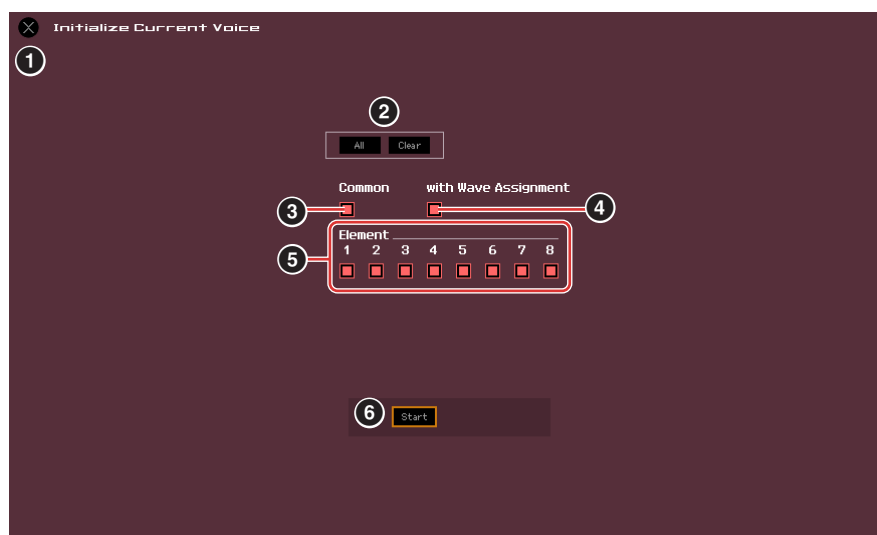 Initialize Current Voice
1
2
All Clear
Common with Wave Assignment
3 4
Element
1 2 3 4 5 6 7 8
5
6 Start